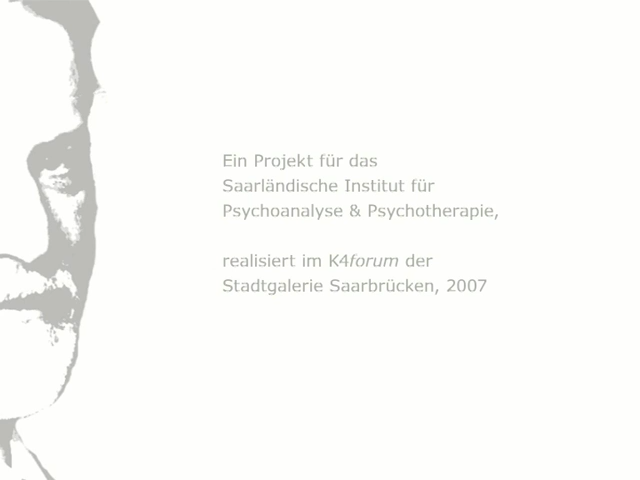 Ein Projekt für das
Saarländische Institut für
Psychoanalyse & Psychotherapie,
realisiert im K4forum der
Stadtgalerie Saarbrücken, 2007